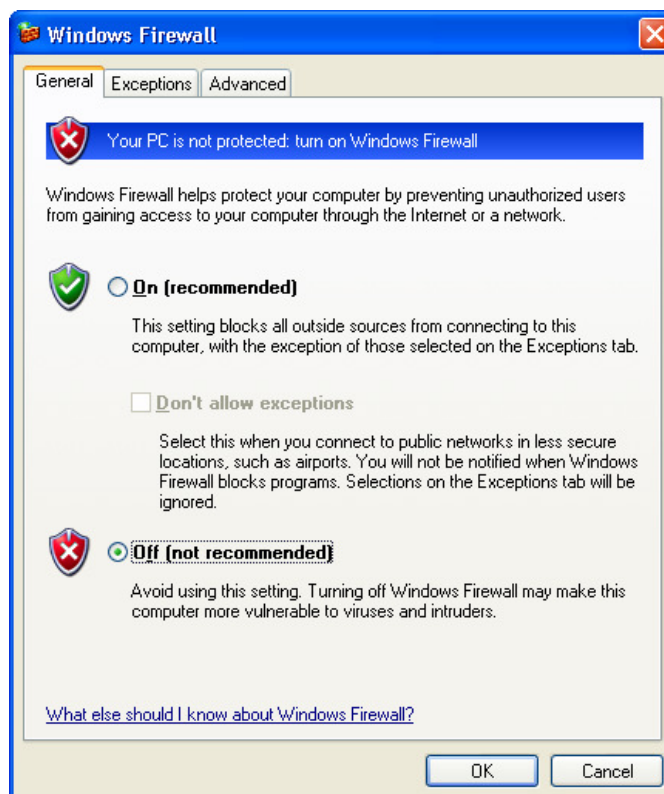 Windows Firewall
General Exceptions Advanced
Your PC is not protected: turn on Windows Firewall
Windows Firewall helps protect your computer by preventing unauthorized users
from gaining access to your computer through the Internet or a network.
On (recommended)
This setting blocks all outside sources from connecting to this
computer, with the exception of those selected on the Exceptions tab.
Don't allow exceptions
Select this when you connect to public networks in less secure
locations, such as airports. You will not be notified when Windows
Firewall blocks programs. Selections on the Exceptions tab will be
ignored.
Off (not recommended)
Avoid using this setting. Turning off Windows Firewall may make this
computer more vulnerable to viruses and intruders.
What else should I know about Windows Firewall?
OK Cancel